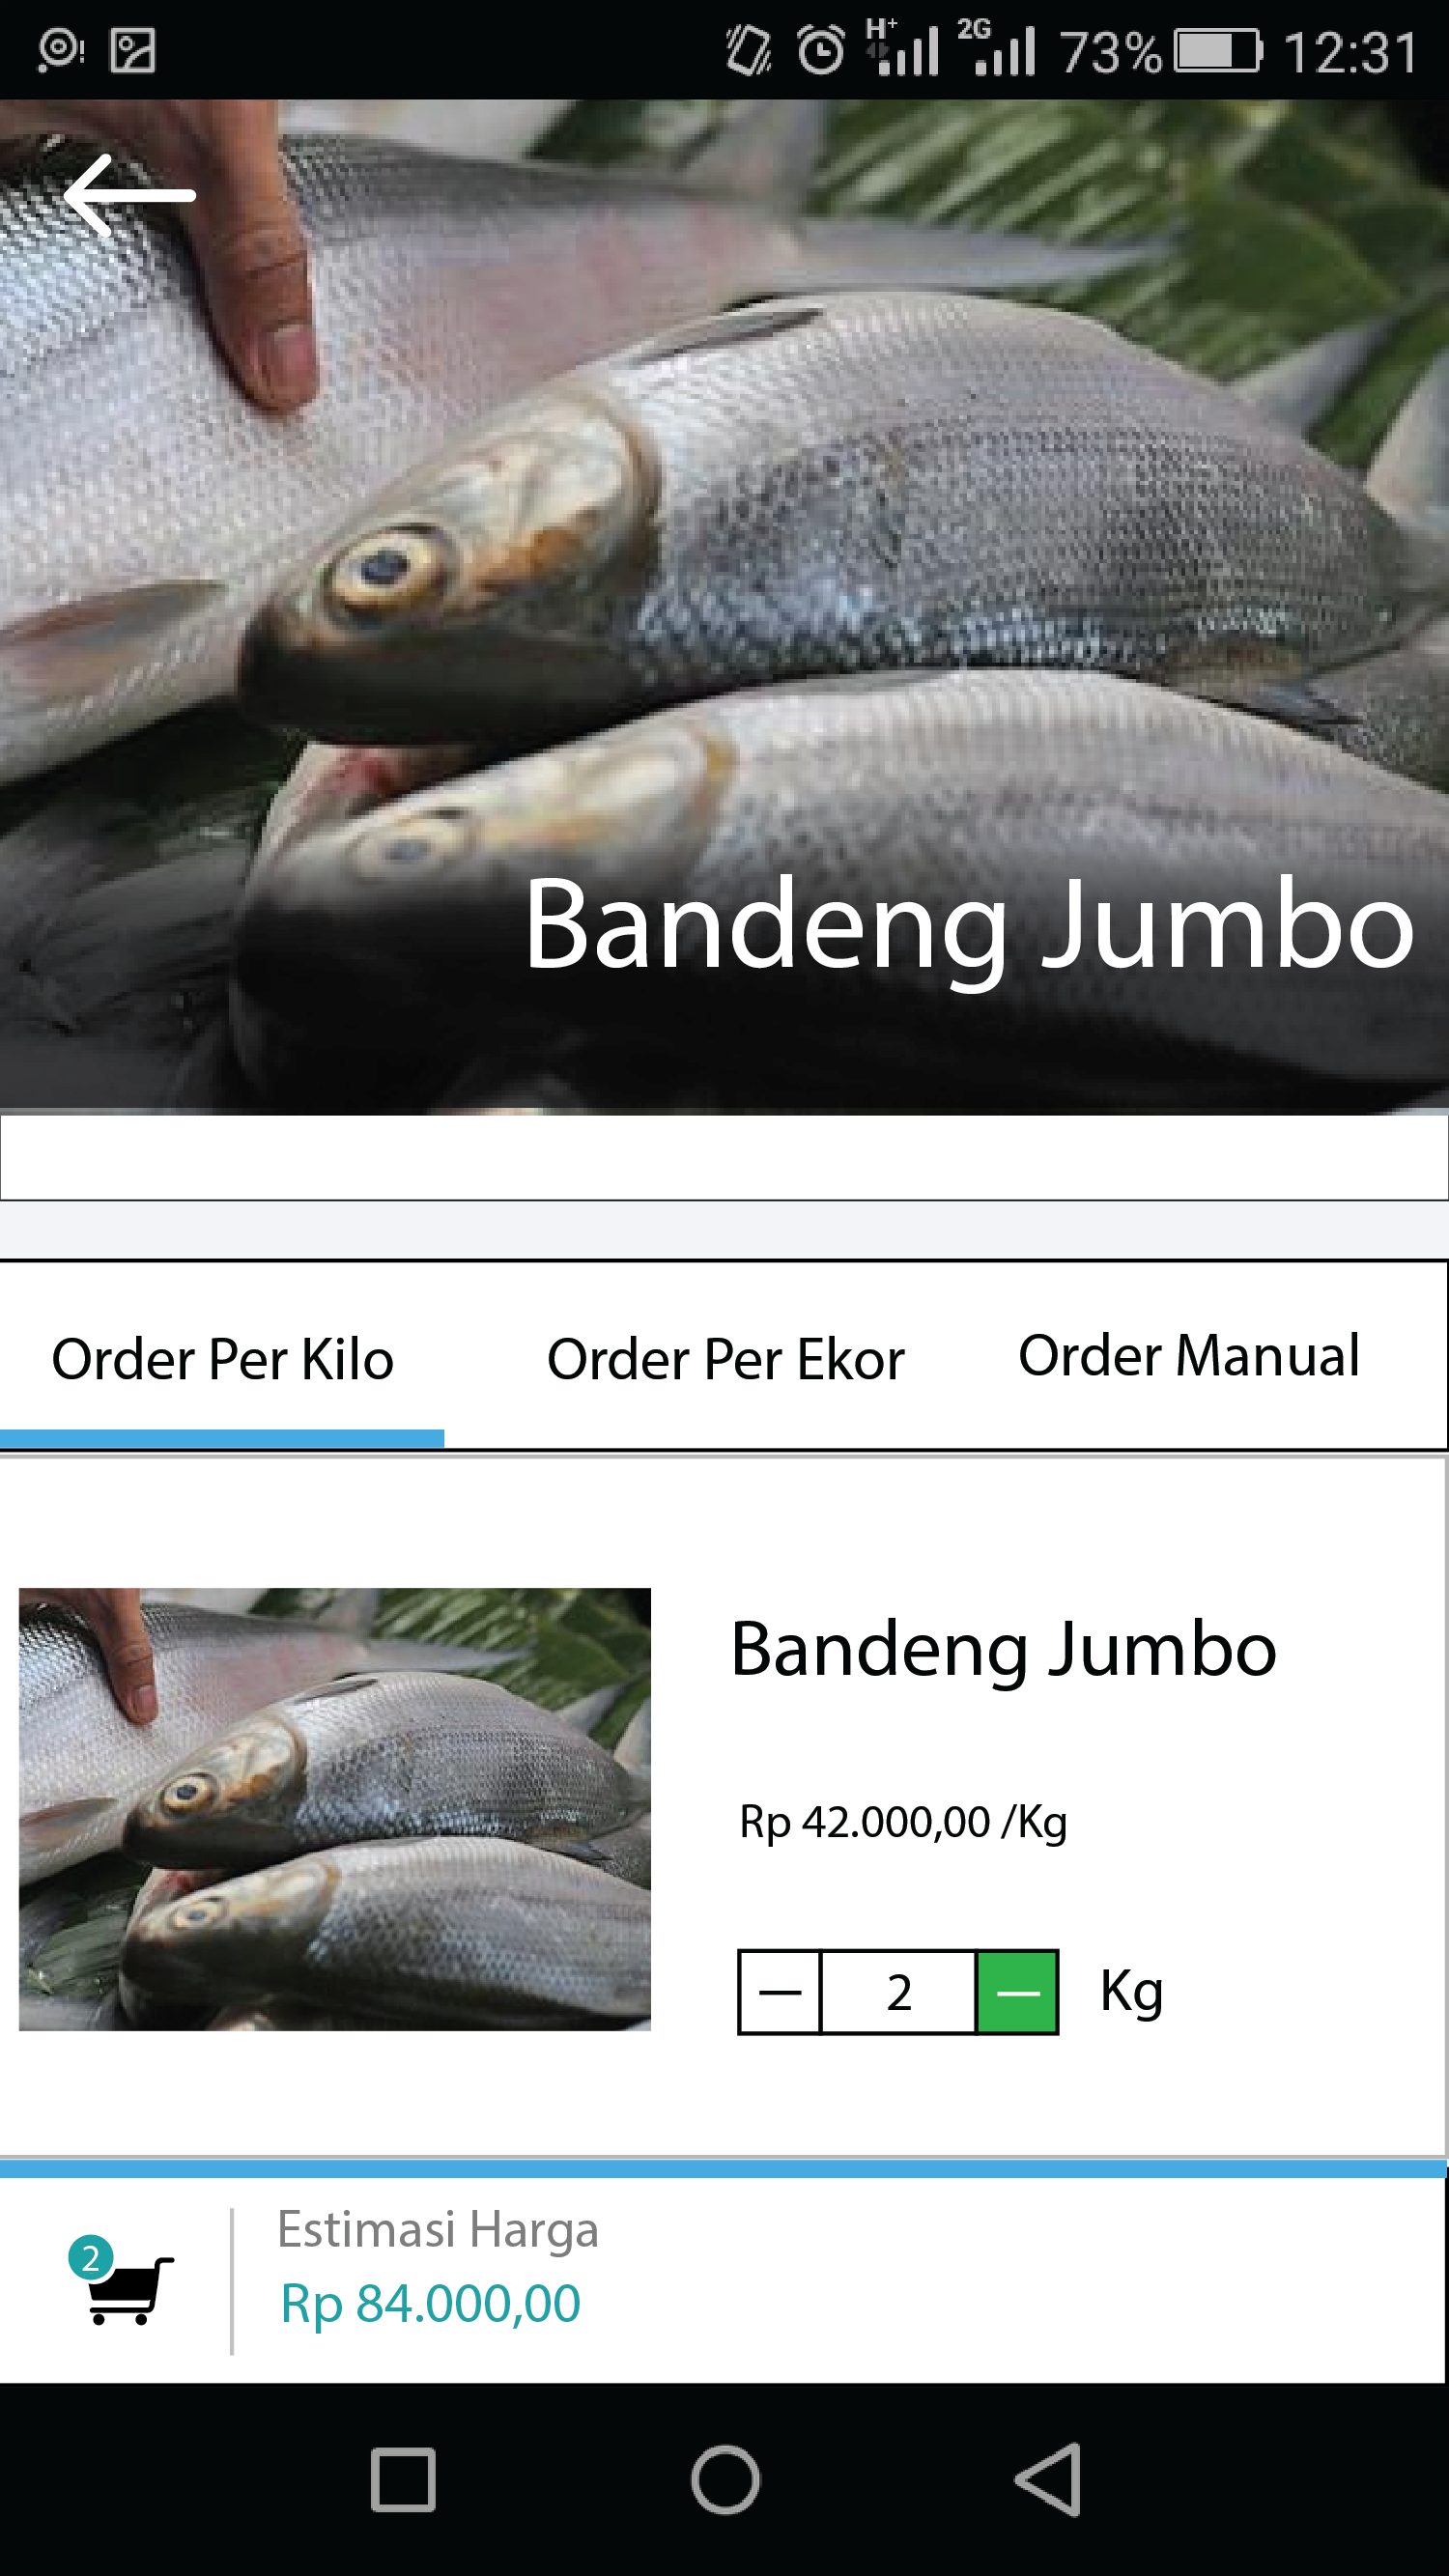 H+ 2G 73% 12:31
Bandeng Jumbo
Order Per Kilo Order Per Ekor Order Manual
Bandeng Jumbo
Rp 42.000,00 /Kg
2 Kg
Estimasi Harga
2
Rp 84.000,00